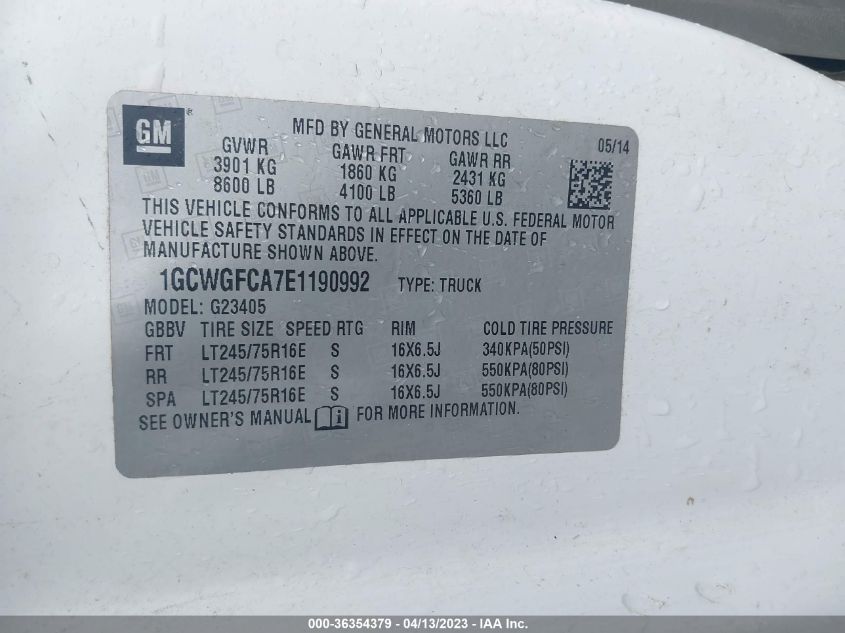 GM ®
MFD BY GENERAL MOTORS LLC 05/14
GVWR GAWR FRT GAWR RR
3901 KG 1860 KG 2431 KG
8600 LB 4100 LB 5360 LB
THIS VEHICLE CONFORMS TO ALL APPLICABLE U.S. FEDERAL MOTOR
VEHICLE SAFETY STANDARDS IN EFFECT ON THE DATE OF
MANUFACTURE SHOWN ABOVE.
1GCWGFCA7E1190992 TYPE: TRUCK
MODEL: G23405
GBBV TIRE SIZE SPEED RTG RIM COLD TIRE PRESSURE
FRT LT245/75R16E S 16X6.5J 340KPA(50PSI)
RR LT245/75R16E S 16X6.5J 550KPA(80PSI)
SPA LT245/75R16E S 16X6.5J 550KPA(80PSI)
SEE OWNER'S MANUAL i FOR MORE INFORMATION.
000-36354379 - 04/13/2023 - IAA Inc.